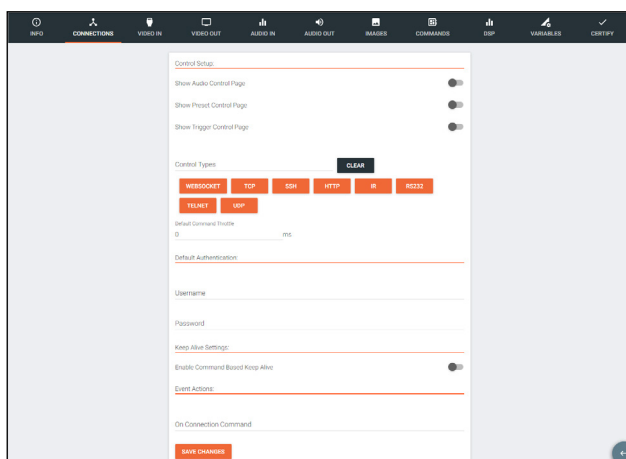 INFO CONNECTIONS VIDEO IN VIDEO OUT AUDIO IN AUDIO OUT IMAGES COMMANDS DSP VARIABLES CERTIFY
Control Setup:
Show Audio Control Page
Show Preset Control Page
Show Trigger Control Page
Control Types CLEAR
WEBSOCKET TCP SSH HTTP IR RS232
TELNET UDP
Default Command Throttle
0 ms
Default Authentication:
Username
Password
Keep Alive Settings:
Enable Command Based Keep Alive
Event Actions:
On Connection Command
SAVE CHANGES